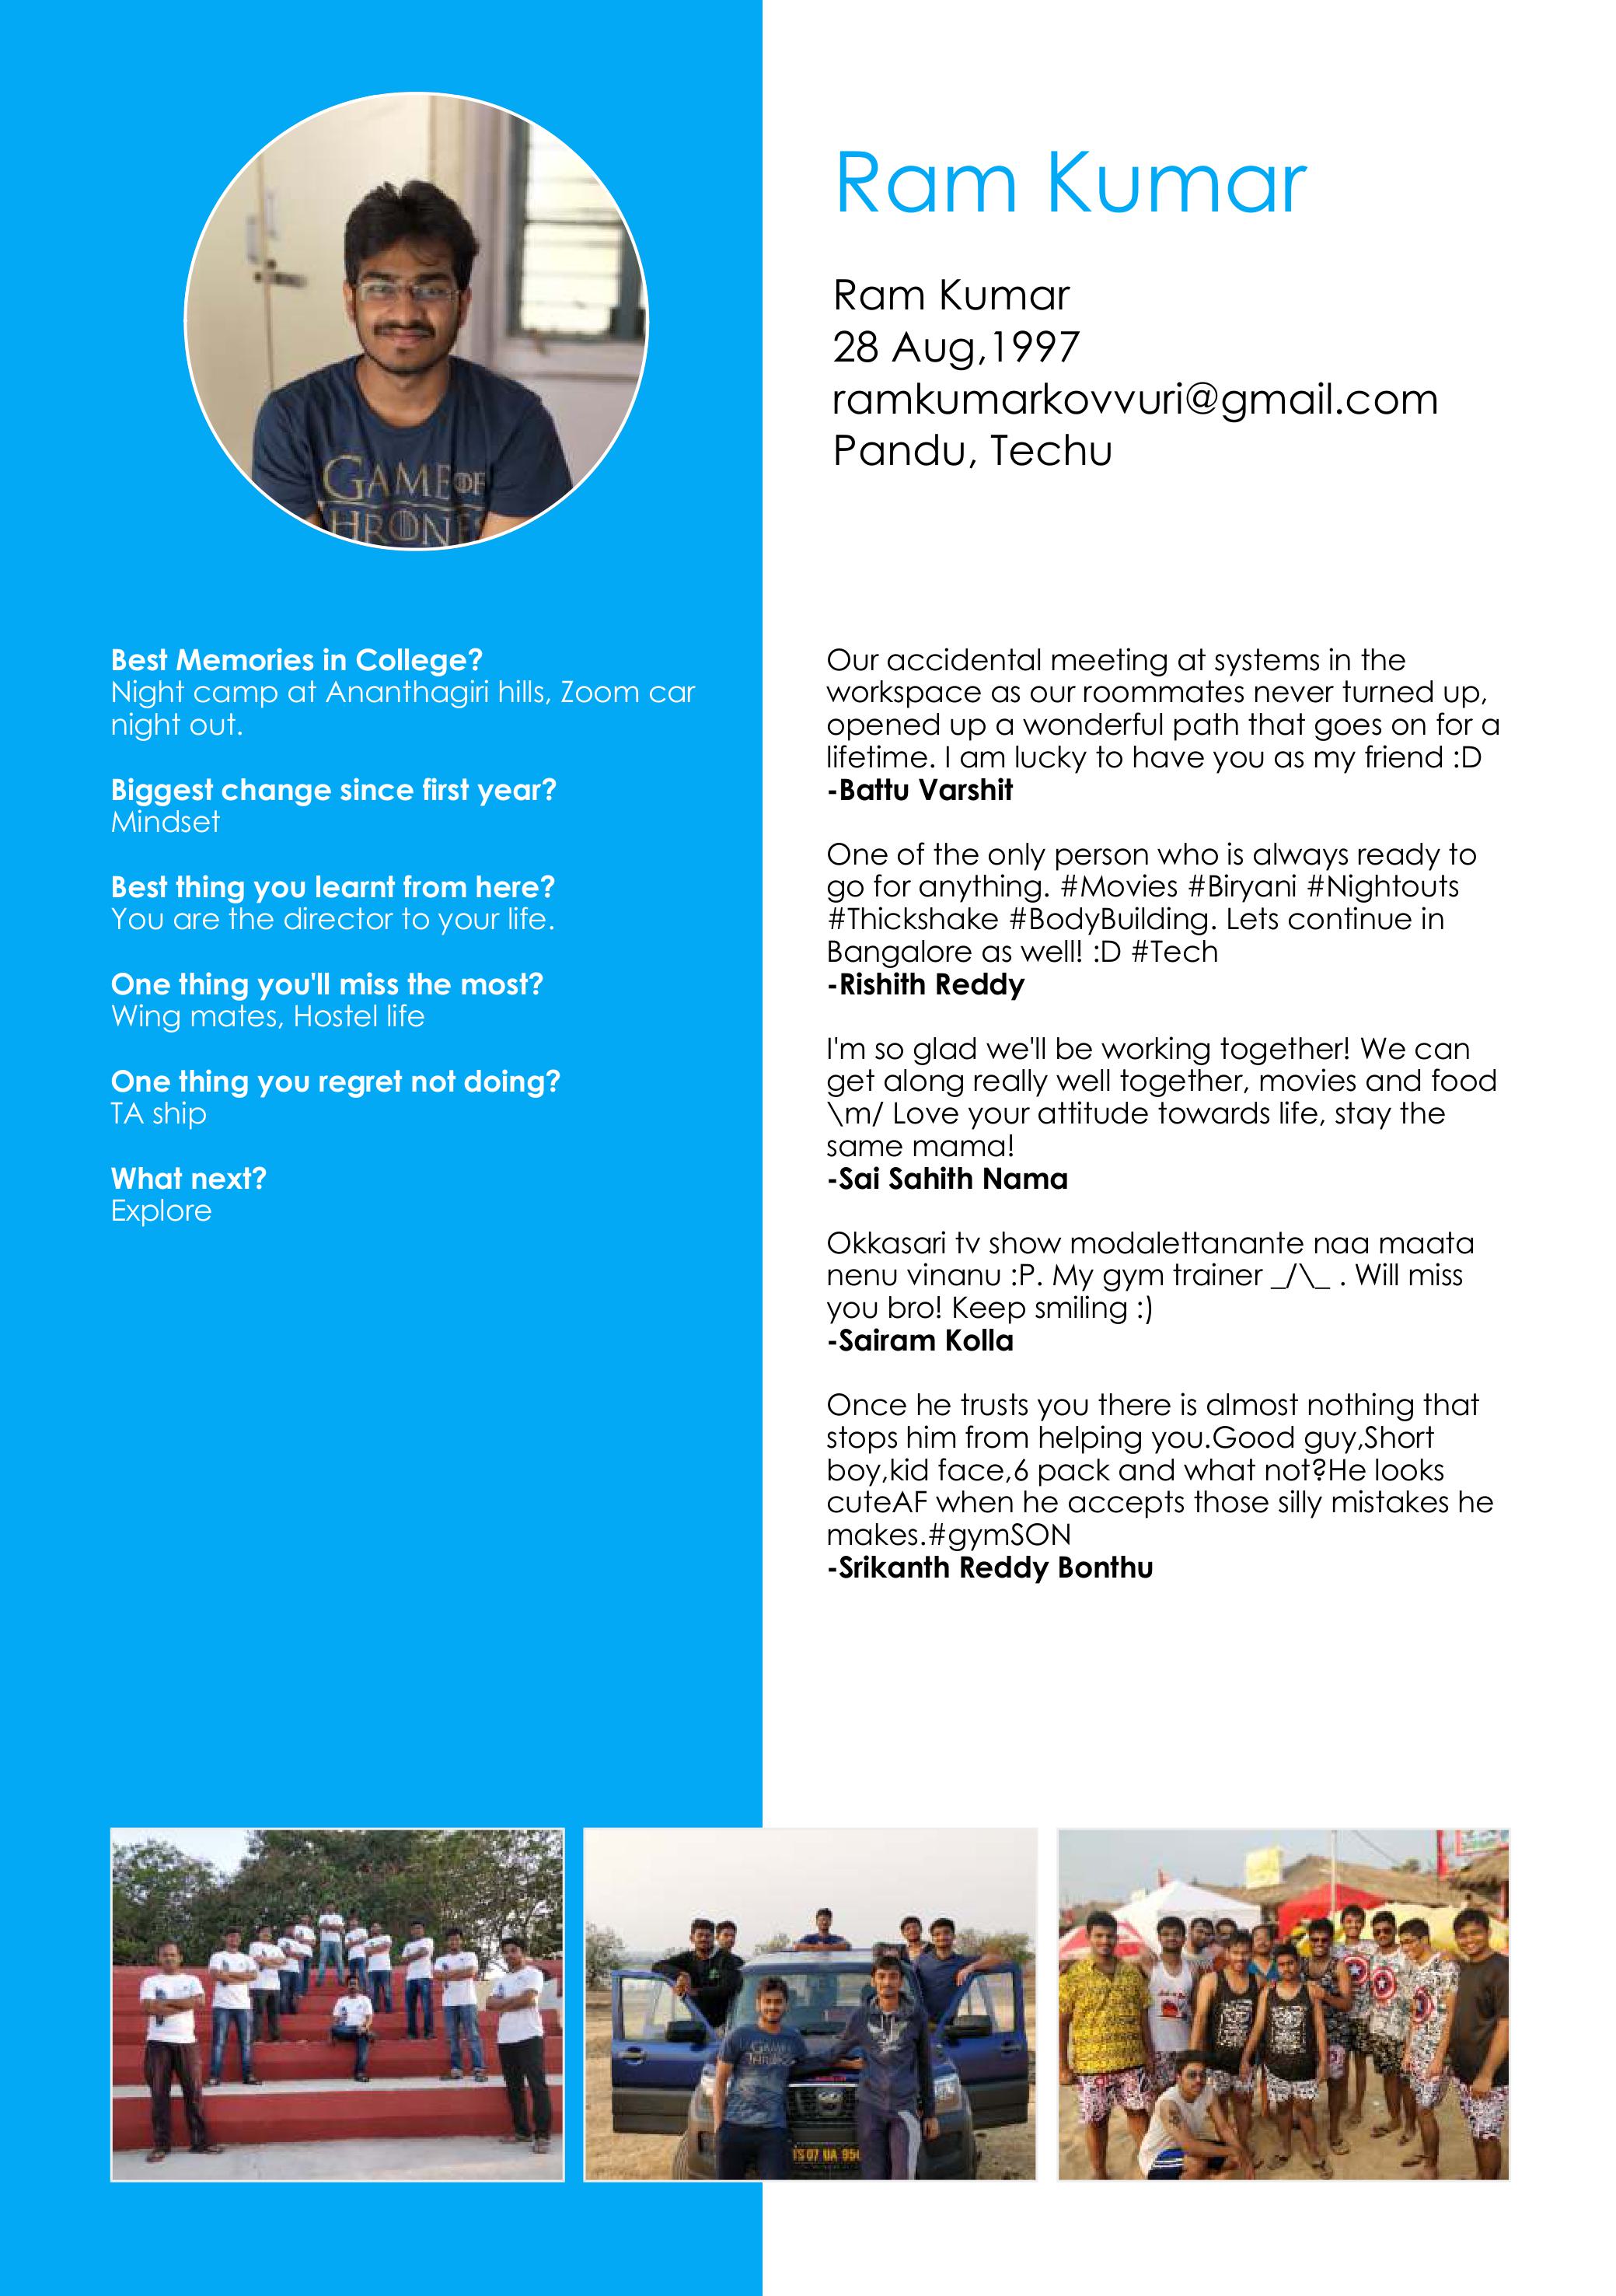 Ram Kumar
Ram Kumar
28 Aug,1997
ramkumarkovvuri@gmail.com
Pandu, Techu
GAME OF
THRONES
Best Memories in College?
Night camp at Ananthagiri hills, Zoom car
night out.
Biggest change since first year?
Mindset
Best thing you learnt from here?
You are the director to your life.
One thing you'll miss the most?
Wing mates, Hostel life
One thing you regret not doing?
TA ship
What next?
Explore
Our accidental meeting at systems in the
workspace as our roommates never turned up,
opened up a wonderful path that goes on for a
lifetime. I am lucky to have you as my friend :D
-Battu Varshit
One of the only person who is always ready to
go for anything. #Movies #Biryani #Nightouts
#Thickshake #BodyBuilding. Lets continue in
Bangalore as well! :D #Tech
-Rishith Reddy
I'm so glad we'll be working together! We can
get along really well together, movies and food
\m/ Love your attitude towards life, stay the
same mama!
-Sai Sahith Nama
Okkasari tv show modalettanante naa maata
nenu vinanu :P. My gym trainer _/\_ . Will miss
you bro! Keep smiling :)
-Sairam Kolla
Once he trusts you there is almost nothing that
stops him from helping you.Good guy,Short
boy,kid face,6 pack and what not?He looks
cuteAF when he accepts those silly mistakes he
makes.#gymSON
-Srikanth Reddy Bonthu
GAME
THRONES
TS 07 UA 954